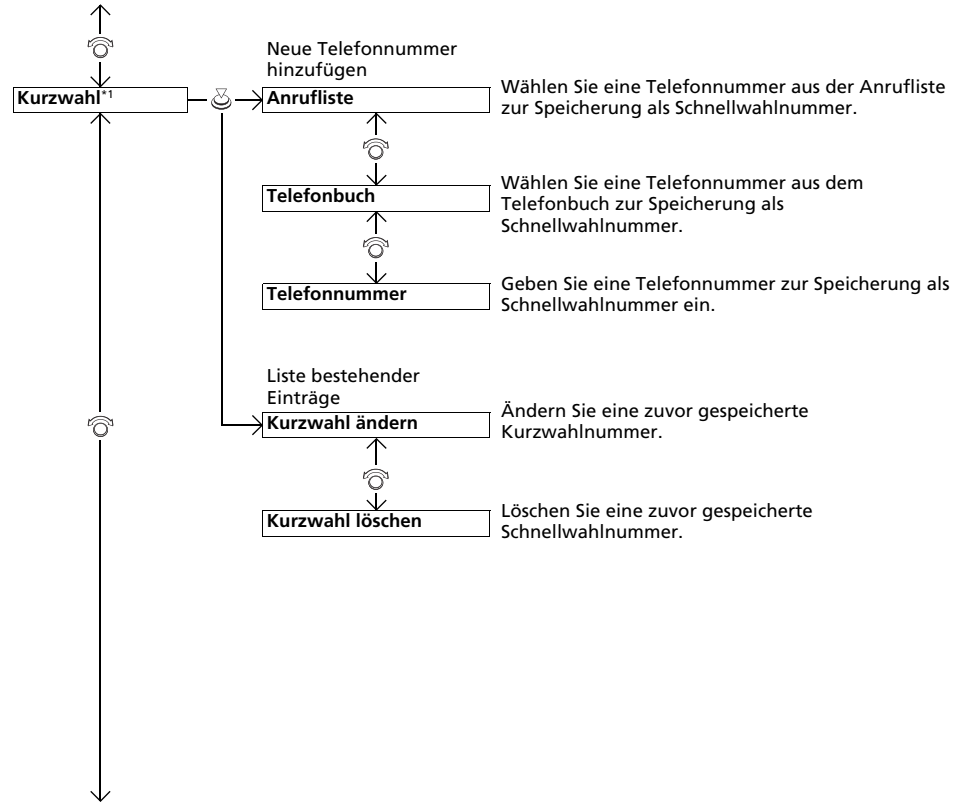 Neue Telefonnummer
hinzufügen
Kurzwahl*1
Anrufliste
Wählen Sie eine Telefonnummer aus der Anrufliste
zur Speicherung als Schnellwahlnummer.
Telefonbuch
Wählen Sie eine Telefonnummer aus dem
Telefonbuch zur Speicherung als
Schnellwahlnummer.
Telefonnummer
Geben Sie eine Telefonnummer zur Speicherung als
Schnellwahlnummer ein.
Liste bestehender
Einträge
Kurzwahl ändern
Ändern Sie eine zuvor gespeicherte
Kurzwahlnummer.
Kurzwahl löschen
Löschen Sie eine zuvor gespeicherte
Schnellwahlnummer.